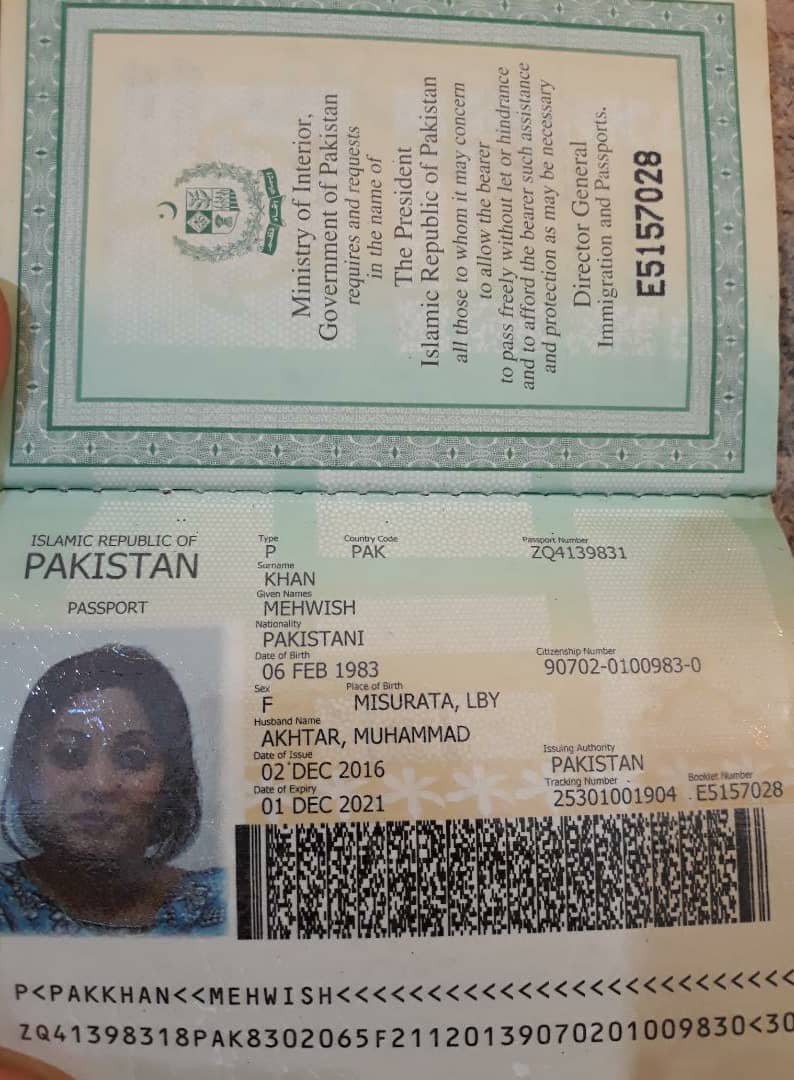 Ministry of Interior,
Government of Pakistan
requires and requests
in the name of
The President
Islamic Republic of Pakistan
all those to whom it may concern
to allow the bearer
to pass freely without let or hindrance
and to afford the bearer such assistance
and protection as may be necessary
Director General
Immigration and Passports.
E5157028
ISLAMIC REPUBLIC OF
PAKISTAN
PASSPORT
Type Country Code Passport Number
P PAK ZQ4139831
Surname
KHAN
Given Names
MEHWISH
Nationality
PAKISTANI
Date of Birth Citizenship Number
06 FEB 1983 90702-0100983-0
Sex Place of Birth
F MISURATA, LBY
Husband Name
AKHTAR, MUHAMMAD
Date of Issue Issuing Authority
02 DEC 2016 PAKISTAN
Date of Expiry Tracking Number Booklet Number
01 DEC 2021 25301001904 E5157028
P<PAKKHAN<<MEHWISH<<<<<<<<<<<<<<<<<<<<<<<<<<
ZQ41398318PAK8302065F21120139070201009830<30